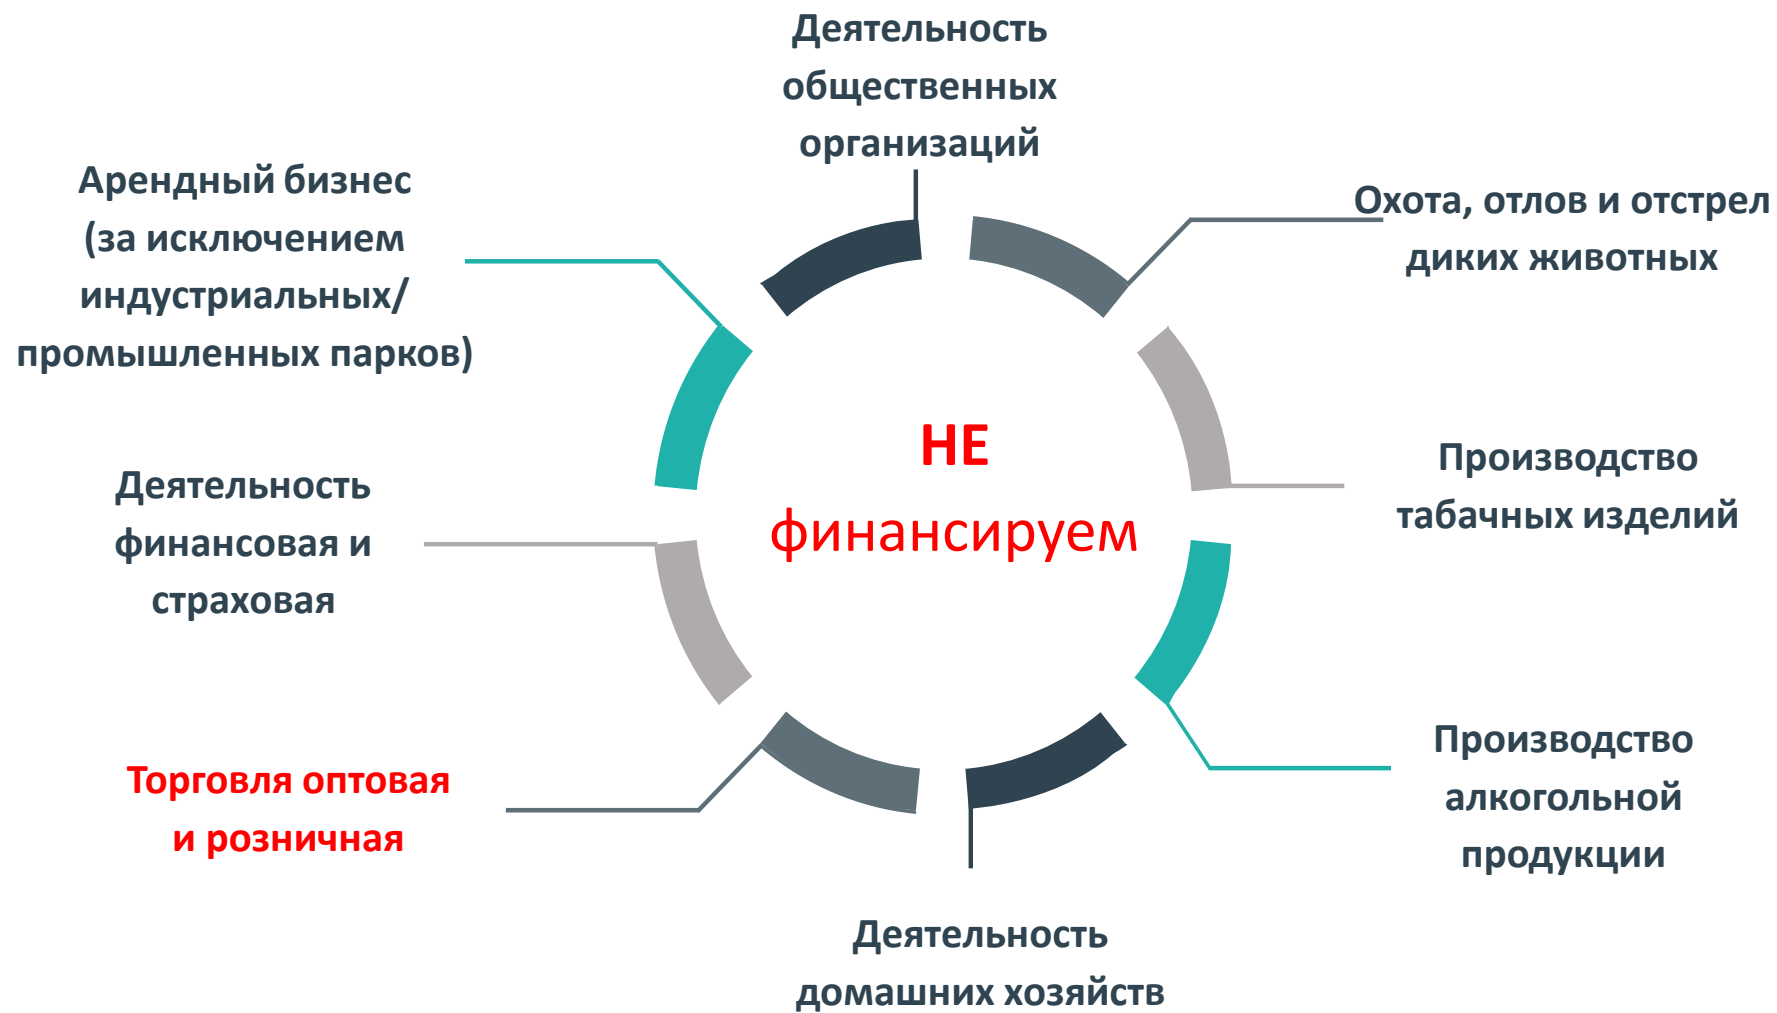 Деятельность
общественных
организаций
Охота, отлов и отстрел
диких животных
Производство
табачных изделий
Производство
алкогольной
продукции
Деятельность
домашних хозяйств
Торговля оптовая
и розничная
Деятельность
финансовая и
страховая
Арендный бизнес
(за исключением
индустриальных/
промышленных парков)
НЕ
финансируем